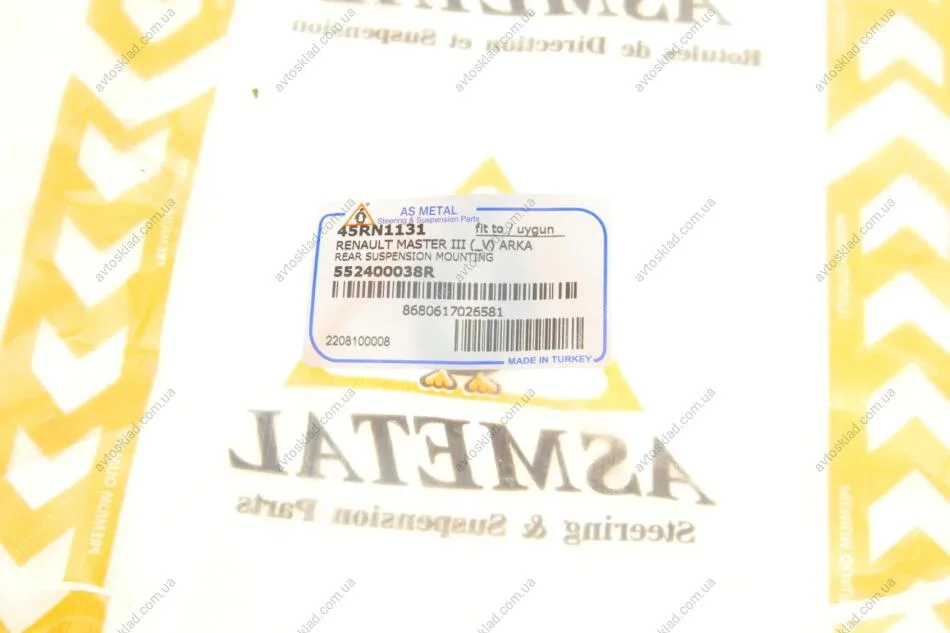 ASMETAL
Rotules de Direction et Suspension
AS METAL
Steering & Suspension Parts
45RN1131 fit to / uygun
RENAULT MASTER III (_V) ARKA
REAR SUSPENSION MOUNTING
552400038R
8680617026581
2208100008
MADE IN TURKEY
ASMETAL
Steering & Suspension Parts
avtosklad.com.ua